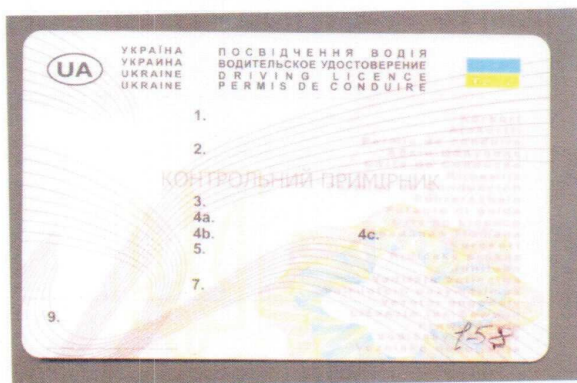 UA
УКРАЇНА ПОСВІДЧЕННЯ ВОДІЯ
УКРАИНА ВОДИТЕЛЬСКОЕ УДОСТОВЕРЕНИЕ
UKRAINE DRIVING LICENCE
UKRAINE PERMIS DE CONDUIRE
1.
2.
КОНТРОЛЬНИЙ ПРИМІРНИК
3.
4a.
4b. 4c.
5.
7.
9.
158